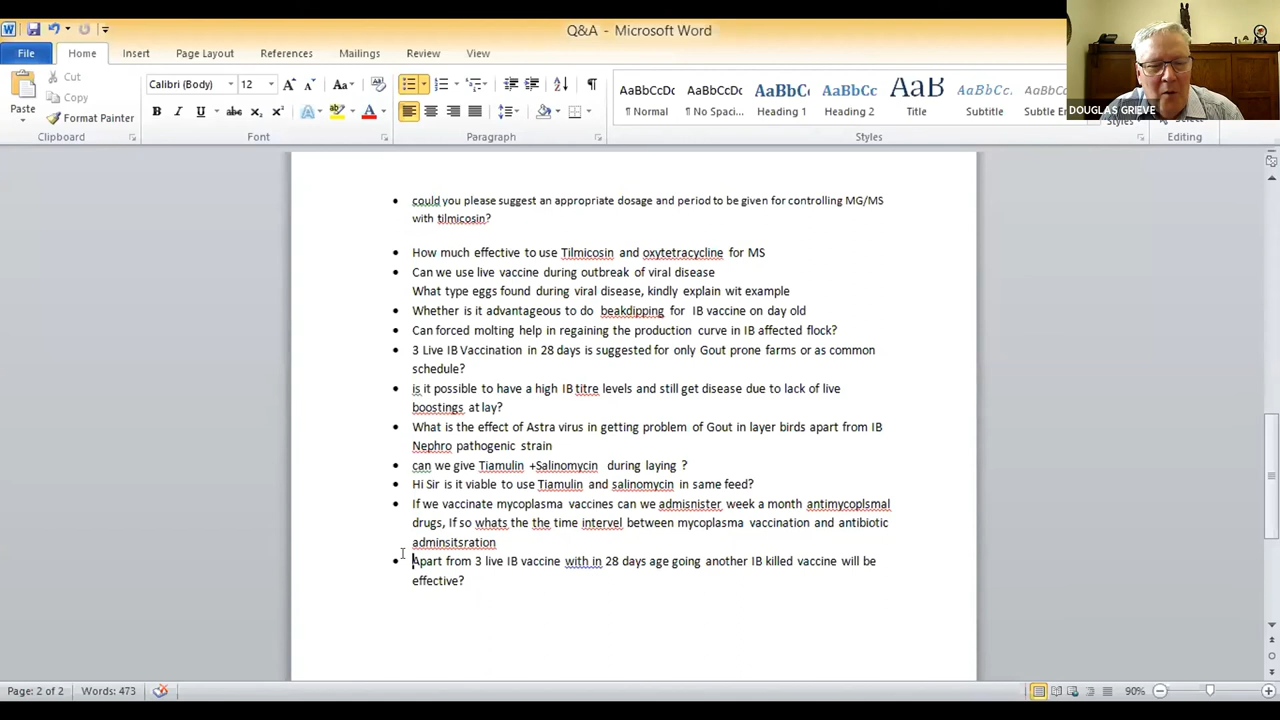 Q&A - Microsoft Word
File Home Insert Page Layout References Mailings Review View
Paste
Cut
Copy
Format Painter
Clipboard
Calibri (Body) 12
Font
Paragraph
AaBbCcDc AaBbCcDc AaBbCc AaBbCc AaB AaBbCc. AaBbCcD
¶ Normal ¶ No Spaci... Heading 1 Heading 2 Title Subtitle Subtle Em
Styles
Styles
Editing
DOUGLAS GRIEVE
• could you please suggest an appropriate dosage and period to be given for controlling MG/MS
with tilmicosin?
• How much effective to use Tilmicosin and oxytetracycline for MS
• Can we use live vaccine during outbreak of viral disease
What type eggs found during viral disease, kindly explain wit example
• Whether is it advantageous to do beakdipping for IB vaccine on day old
• Can forced molting help in regaining the production curve in IB affected flock?
• 3 Live IB Vaccination in 28 days is suggested for only Gout prone farms or as common
schedule?
• is it possible to have a high IB titre levels and still get disease due to lack of live
boostings at lay?
• What is the effect of Astra virus in getting problem of Gout in layer birds apart from IB
Nephro pathogenic strain
• can we give Tiamulin +Salinomycin during laying ?
• Hi Sir is it viable to use Tiamulin and salinomycin in same feed?
• If we vaccinate mycoplasma vaccines can we admisnister week a month antimycoplsmal
drugs, If so whats the the time intervel between mycoplasma vaccination and antibiotic
adminsitsration
• Apart from 3 live IB vaccine with in 28 days age going another IB killed vaccine will be
effective?
Page: 2 of 2 Words: 473 90%